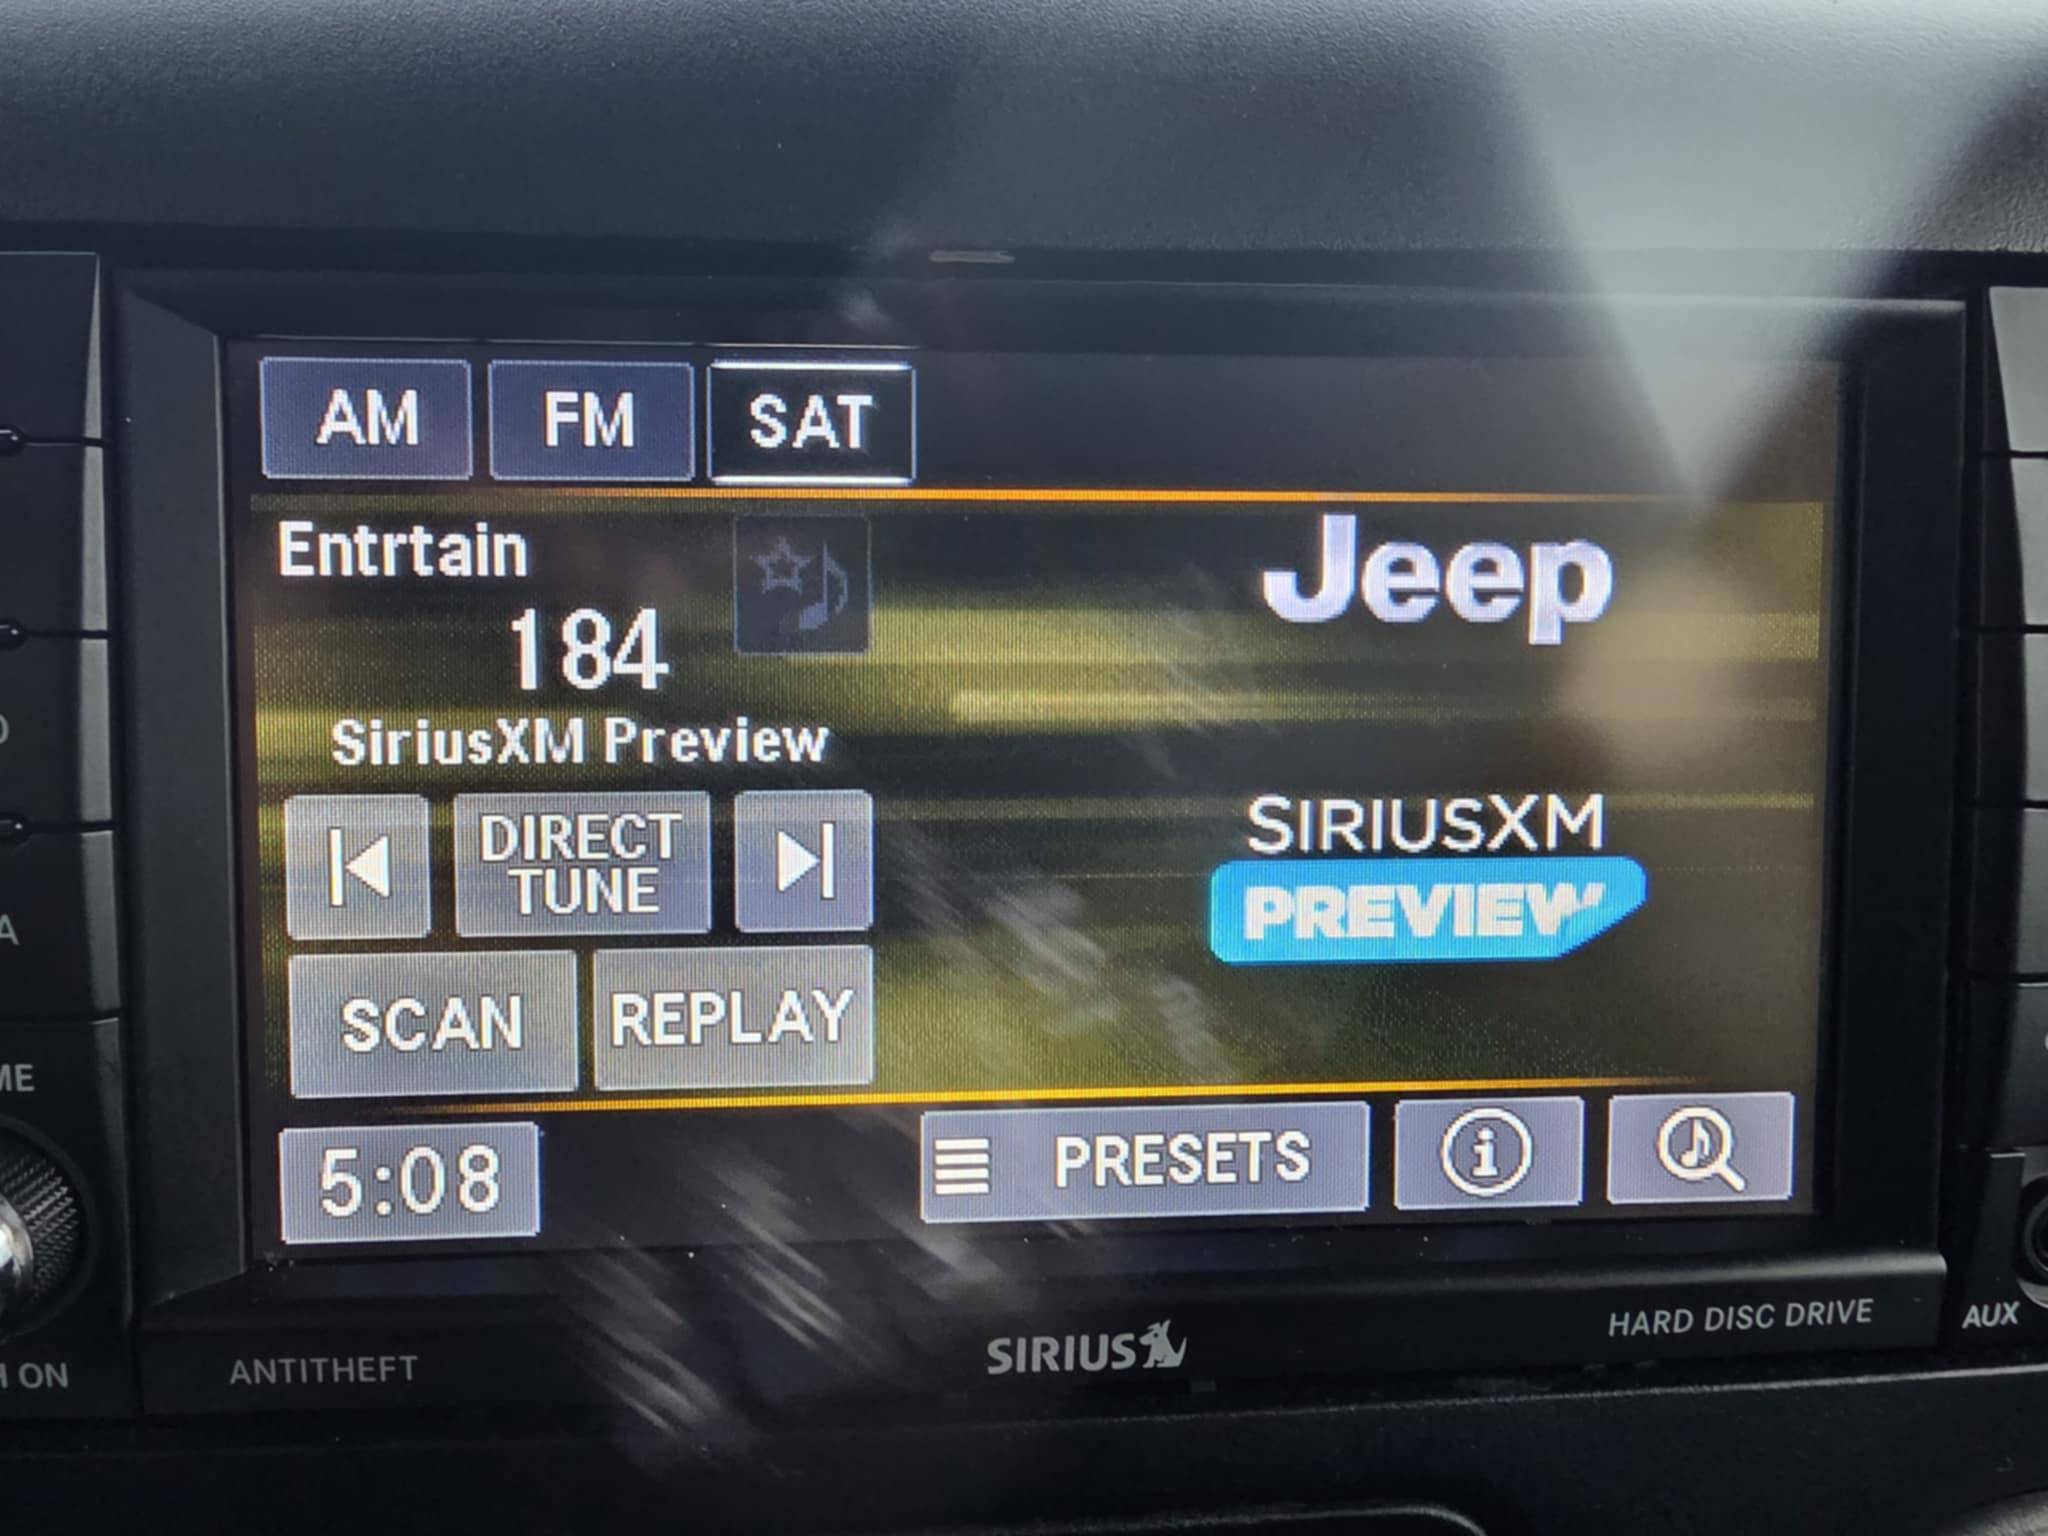 AM FM SAT
Entrtain
Jeep
184
SiriusXM Preview
SIRIUSXM
PREVIEW
DIRECT
TUNE
SCAN REPLAY
5:08 PRESETS i
ANTITHEFT SIRIUS HARD DISC DRIVE AUX
ON